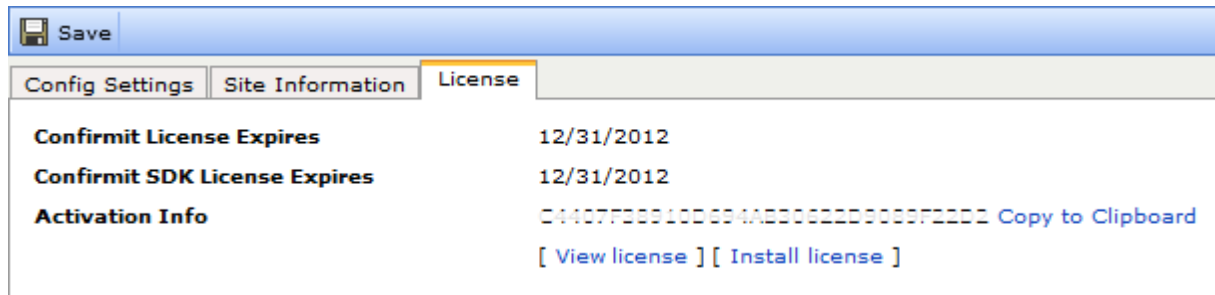 Save
Config Settings Site Information License
Confirmit License Expires 12/31/2012
Confirmit SDK License Expires 12/31/2012
Activation Info Copy to Clipboard
[ View license ] [ Install license ]